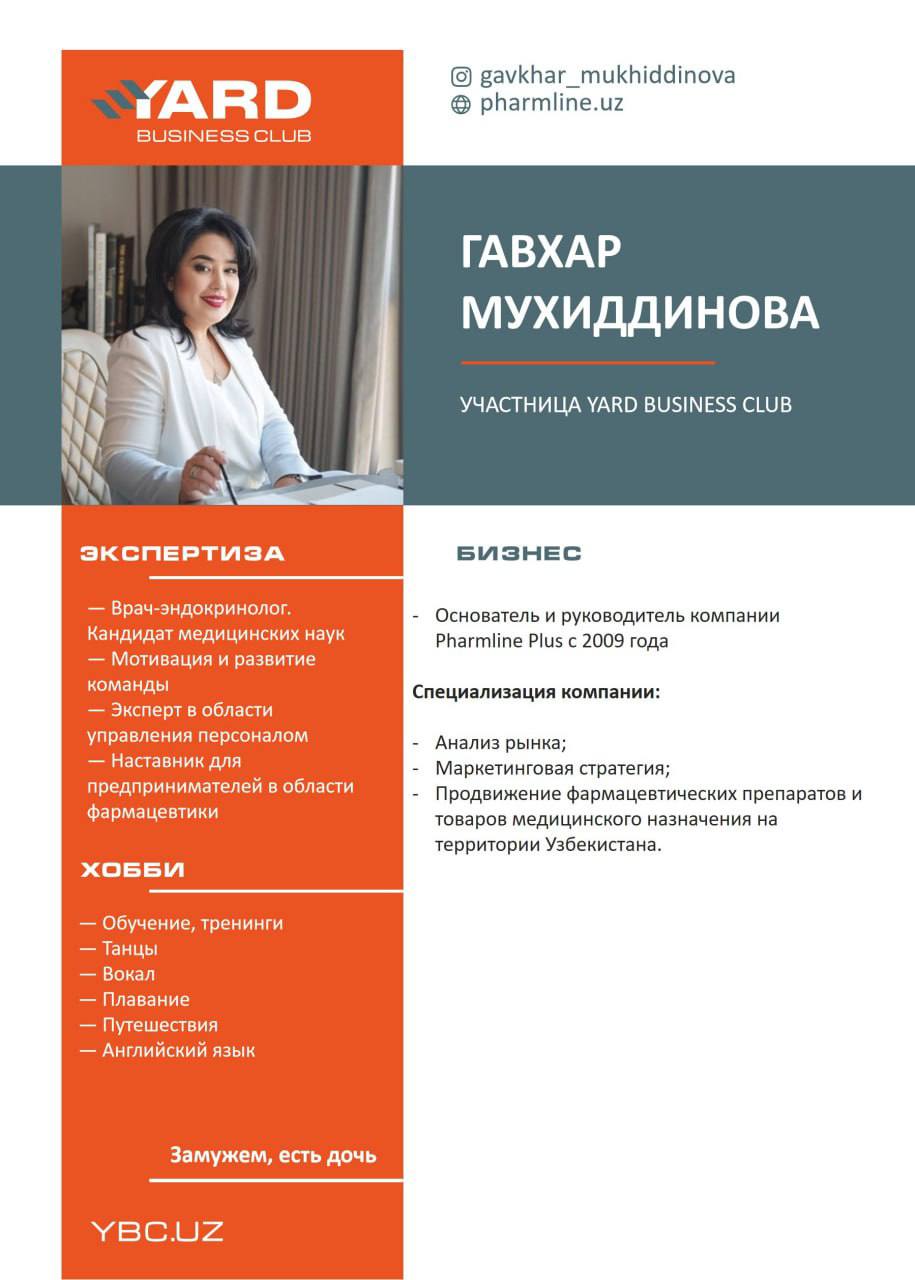 YARD
BUSINESS CLUB
gavkhar_mukhiddinova
pharmline.uz
ГАВХАР
МУХИДДИНОВА
УЧАСТНИЦА YARD BUSINESS CLUB
ЭКСПЕРТИЗА
— Врач-эндокринолог.
Кандидат медицинских наук
— Мотивация и развитие
команды
— Эксперт в области
управления персоналом
— Наставник для
предпринимателей в области
фармацевтики
ХОББИ
— Обучение, тренинги
— Танцы
— Вокал
— Плавание
— Путешествия
— Английский язык
Замужем, есть дочь
YBC.UZ
БИЗНЕС
- Основатель и руководитель компании
Pharmline Plus с 2009 года
Специализация компании:
- Анализ рынка;
- Маркетинговая стратегия;
- Продвижение фармацевтических препаратов и
товаров медицинского назначения на
территории Узбекистана.